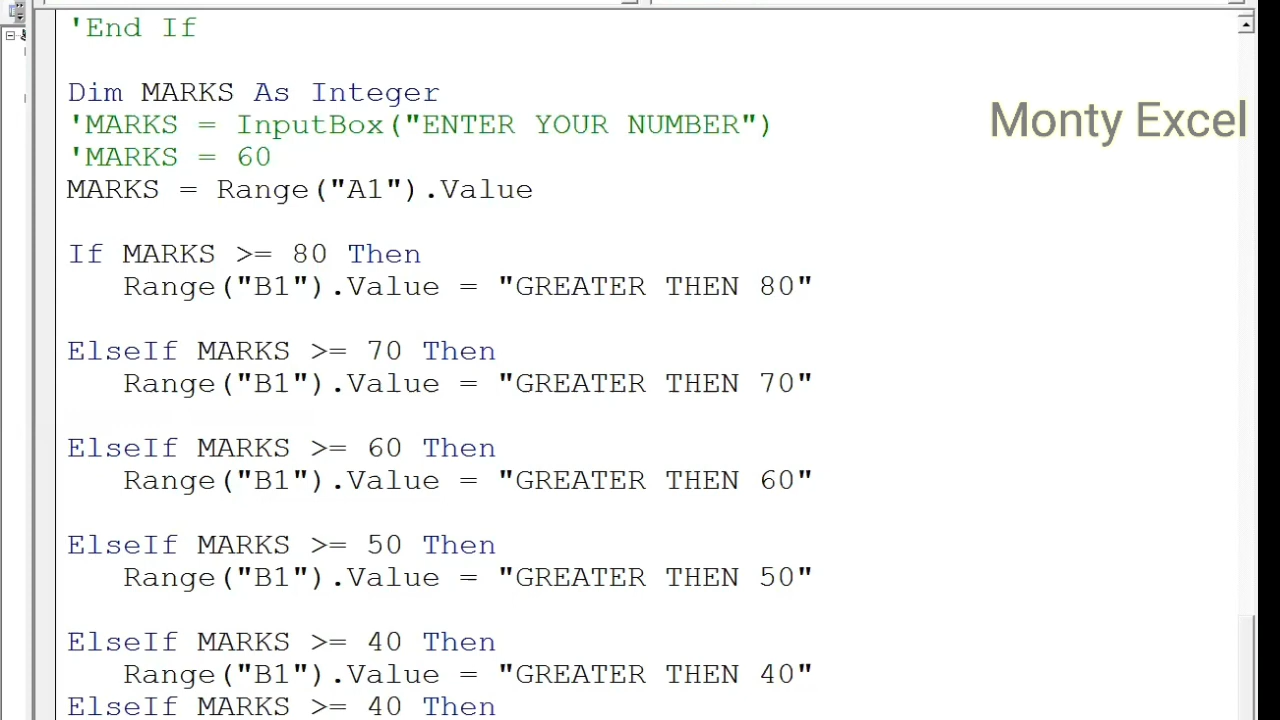 'End If
Dim MARKS As Integer
'MARKS = InputBox("ENTER YOUR NUMBER")
Monty Excel
'MARKS = 60
MARKS = Range("A1").Value
If MARKS >= 80 Then
Range("B1").Value = "GREATER THEN 80"
ElseIf MARKS >= 70 Then
Range("B1").Value = "GREATER THEN 70"
ElseIf MARKS >= 60 Then
Range("B1").Value = "GREATER THEN 60"
ElseIf MARKS >= 50 Then
Range("B1").Value = "GREATER THEN 50"
ElseIf MARKS >= 40 Then
Range("B1").Value = "GREATER THEN 40"
ElseIf MARKS >= 40 Then